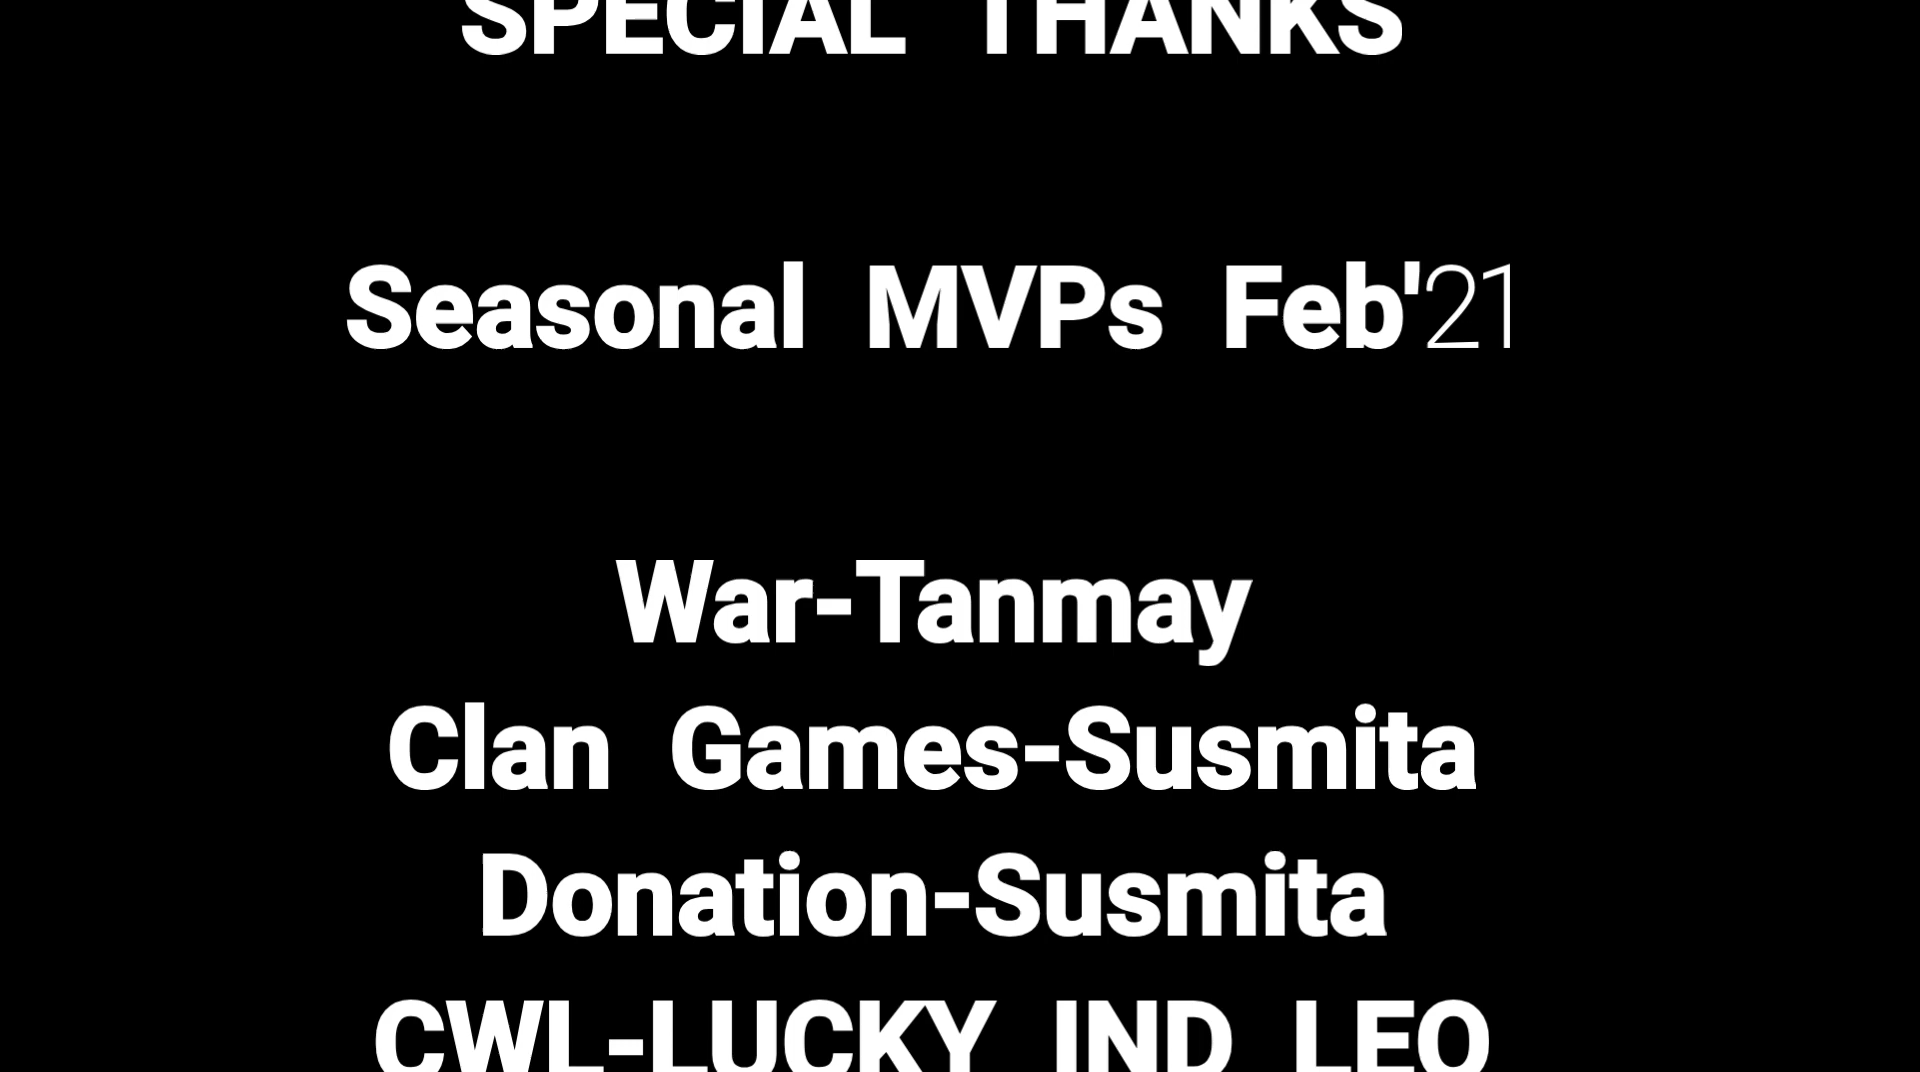 SPECIAL THANKS
Seasonal MVPs Feb'21
War-Tanmay
Clan Games-Susmita
Donation-Susmita
CWL-LUCKY IND LEO